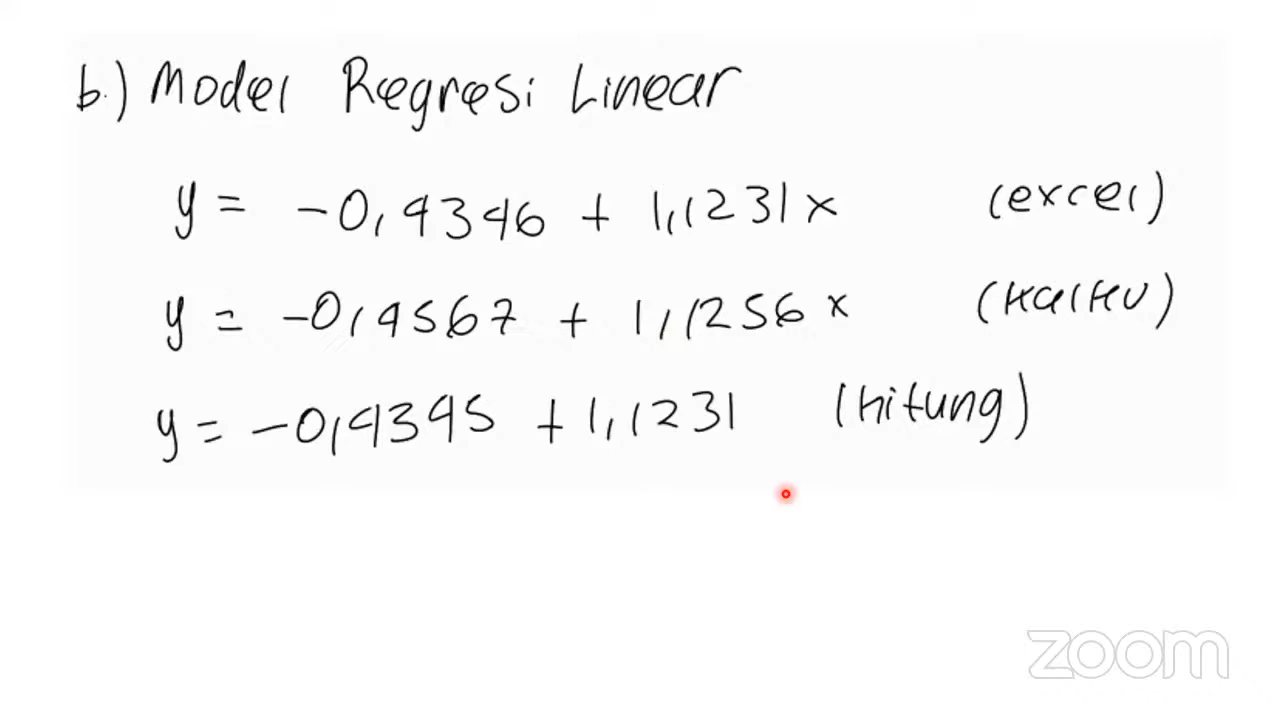 b.) Model Regresi Linear
y = -0,4346 + 1,1231x (excel)
y = -0,4567 + 1,1256x (kalku)
y = -0,4345 + 1,1231 (hitung)
zoom